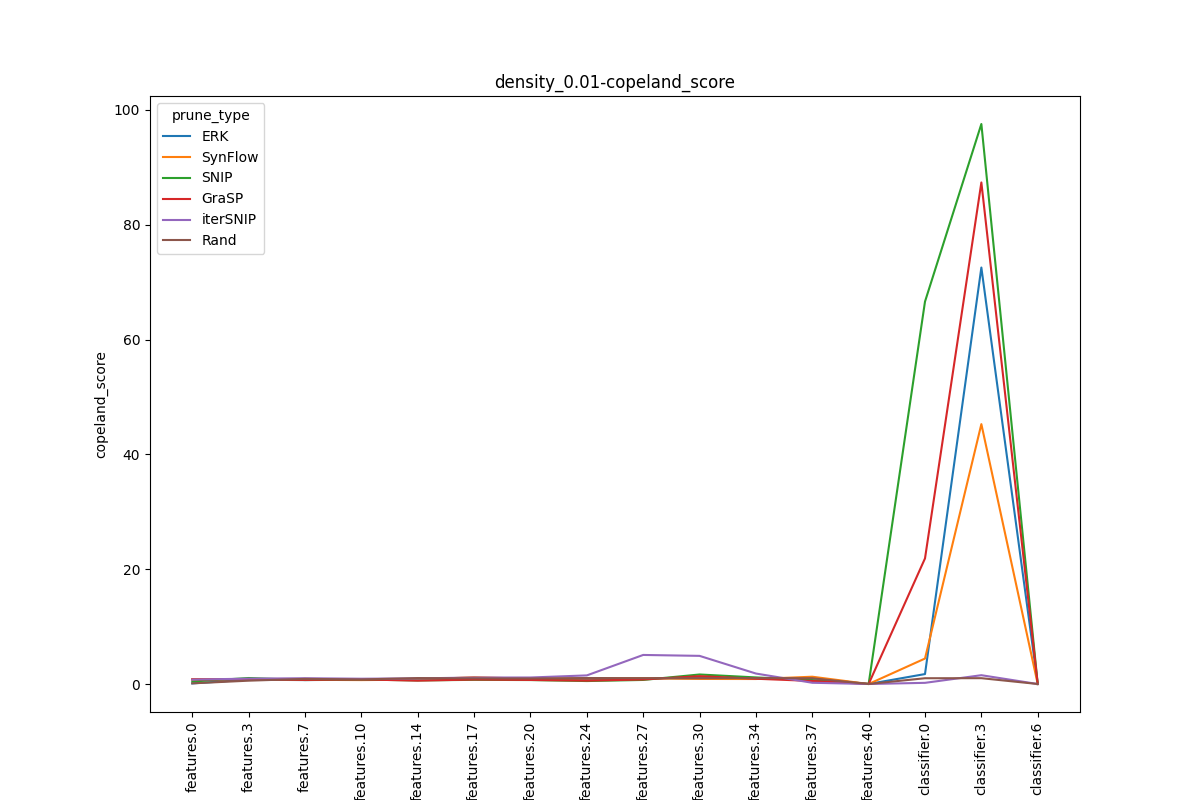 density_0.01-copeland_score
prune_type
ERK
SynFlow
SNIP
GraSP
iterSNIP
Rand
copeland_score
100
80
60
40
20
0
features.0
features.3
features.7
features.10
features.14
features.17
features.20
features.24
features.27
features.30
features.34
features.37
features.40
classifier.0
classifier.3
classifier.6